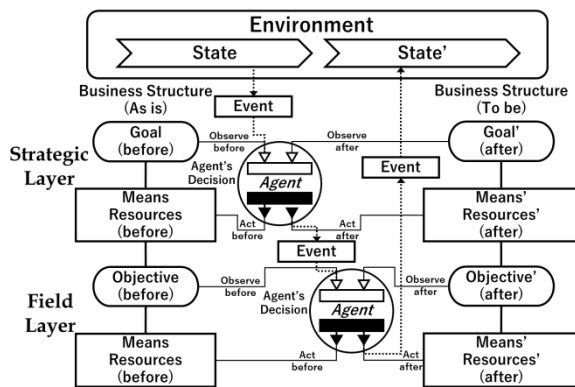 Environment
State
State’
Business Structure
(As is)
Business Structure
(To be)
Event
Goal
(before)
Observe
before
Observe
after
Goal’
(after)
Strategic
Layer
Agent’s
Decision
Agent
Event
Means
Resources
(before)
Act
before
Act
after
Means’
Resources’
(after)
Event
Objective
(before)
Observe
before
Observe
after
Objective’
(after)
Field
Layer
Agent’s
Decision
Agent
Means
Resources
(before)
Act
before
Act
after
Means’
Resources’
(after)